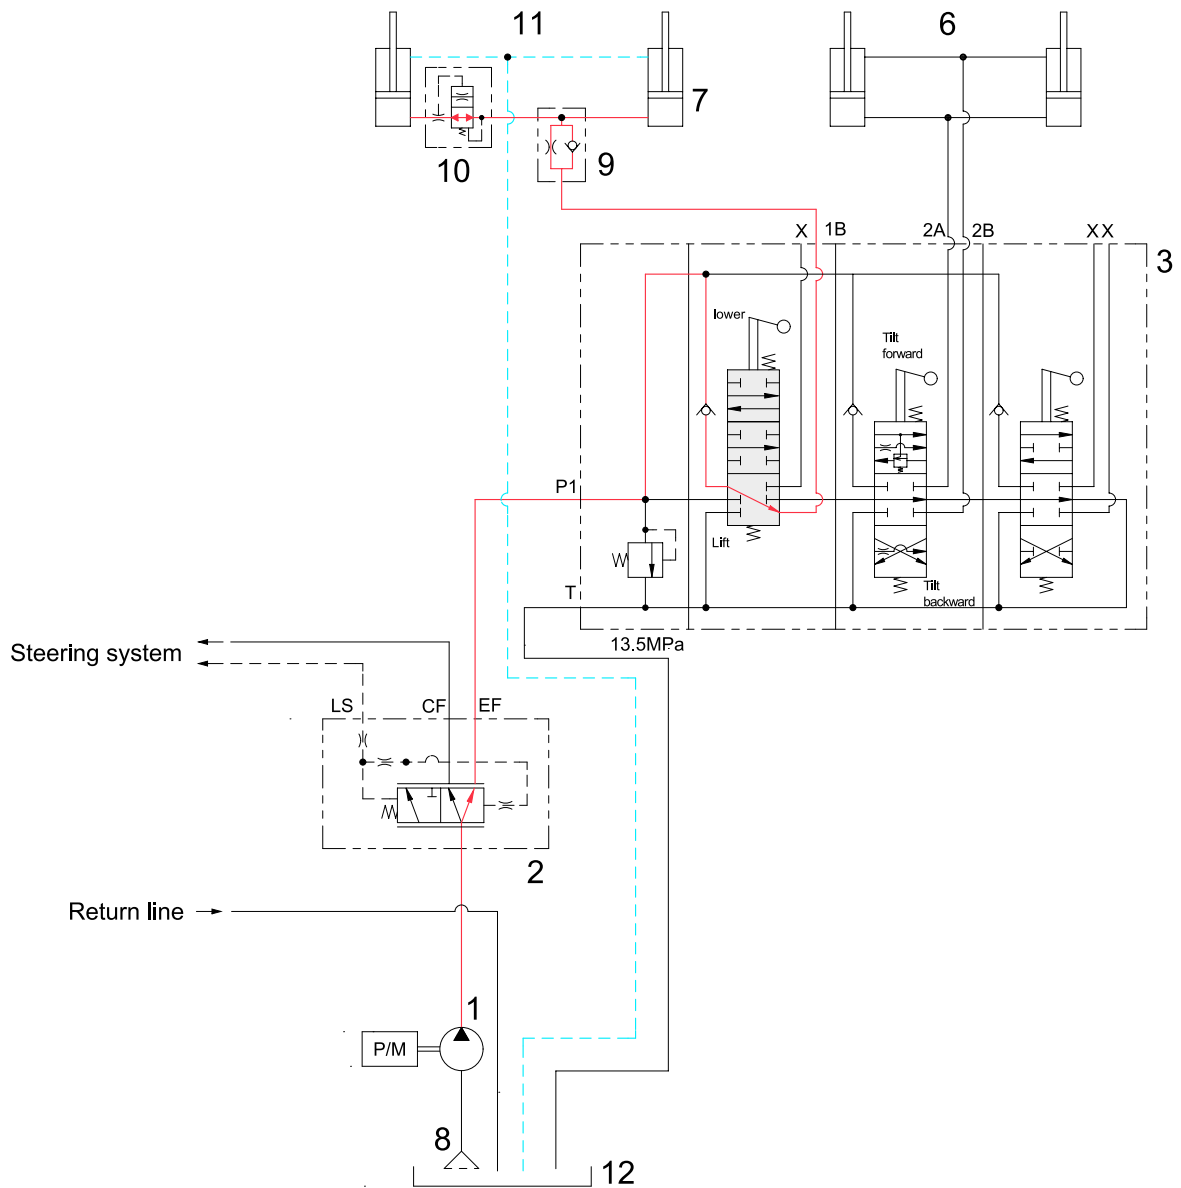 11
6
7
10
9
X
1B
2A
2B
X X
3
lower
Tilt
forward
P1
Lift
T
Tilt
backward
13.5MPa
Steering system
LS
CF
EF
2
Return line
1
P/M
8
12